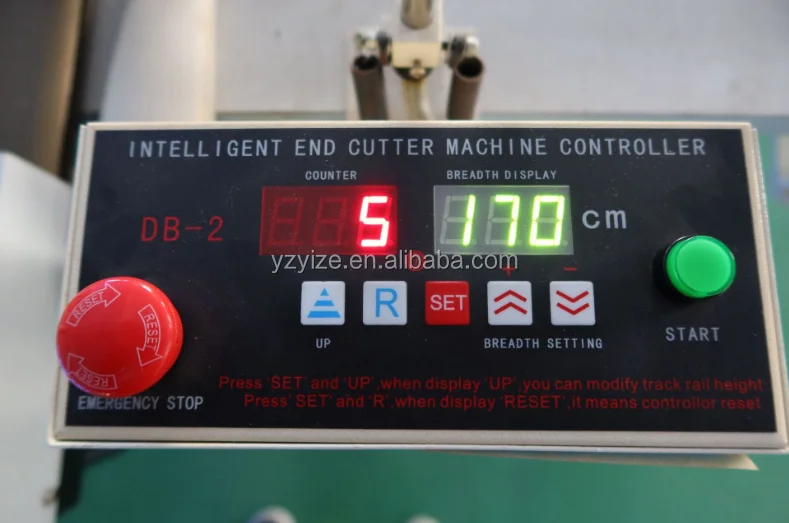 INTELLIGENT END CUTTER MACHINE CONTROLLER
COUNTER
BREADTH DISPLAY
DB-2
5
170
cm
yzyize.en.alibaba.com
+
-
R
SET
UP
BREADTH SETTING
START
RESET
RESET
RESET
EMERGENCY STOP
Press 'SET' and 'UP', when display 'UP', you can modify track rail height
Press 'SET' and 'R', when display 'RESET', it means controllor reset